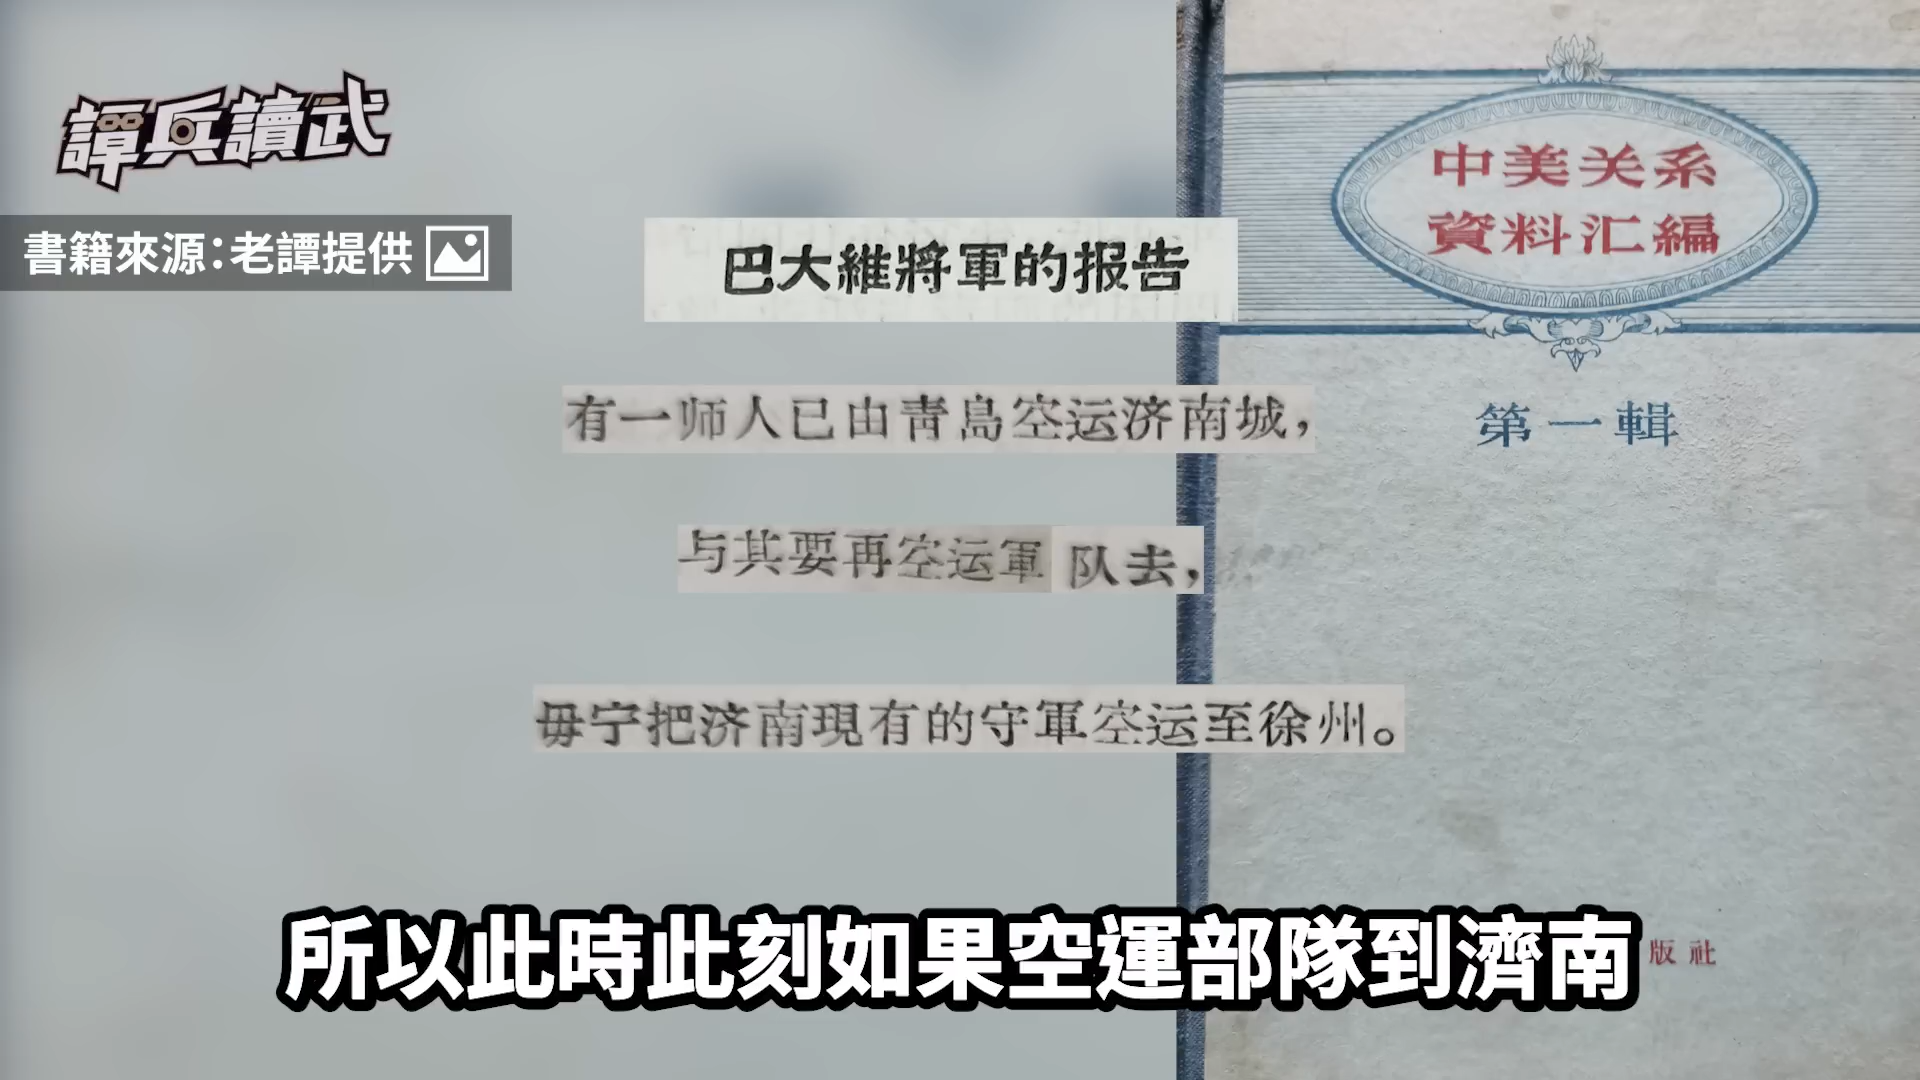 譚兵讀武
書籍來源：老譚提供
中美关系
資料汇編
第一輯
巴大維將軍的报告
有一师人已由青島空运济南城，
与其要再空运軍队去，
毋宁把济南現有的守軍空运至徐州。
版社
所以此時此刻如果空運部隊到濟南